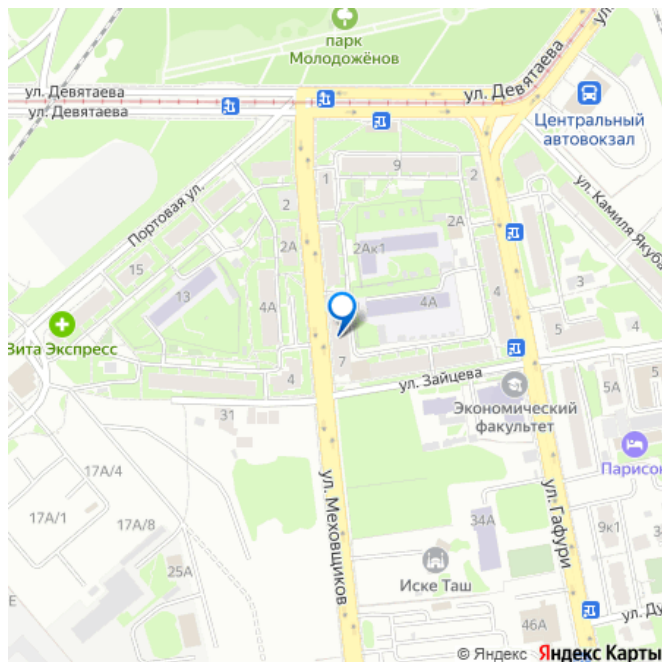 парк
Молодожёнов
ул. Девятаева
ул. Девятаева
ул. Девятаева
Центральный
автовокзал
9
2
1
2
Портовая ул.
ул. Камиля Якуба
2А
2А
2Ак1
15
13
4А
4А
4
3
Вита Экспресс
5
7
4
ул. Зайцева
5А
5
31
Экономический
факультет
Парисон
17А/4
17А/1
17А/8
ул. Меховщиков
ул. Гафури
34А
9к1
25А
Иске Таш
Е
46А
ул. Ду
© Яндекс Яндекс Карты